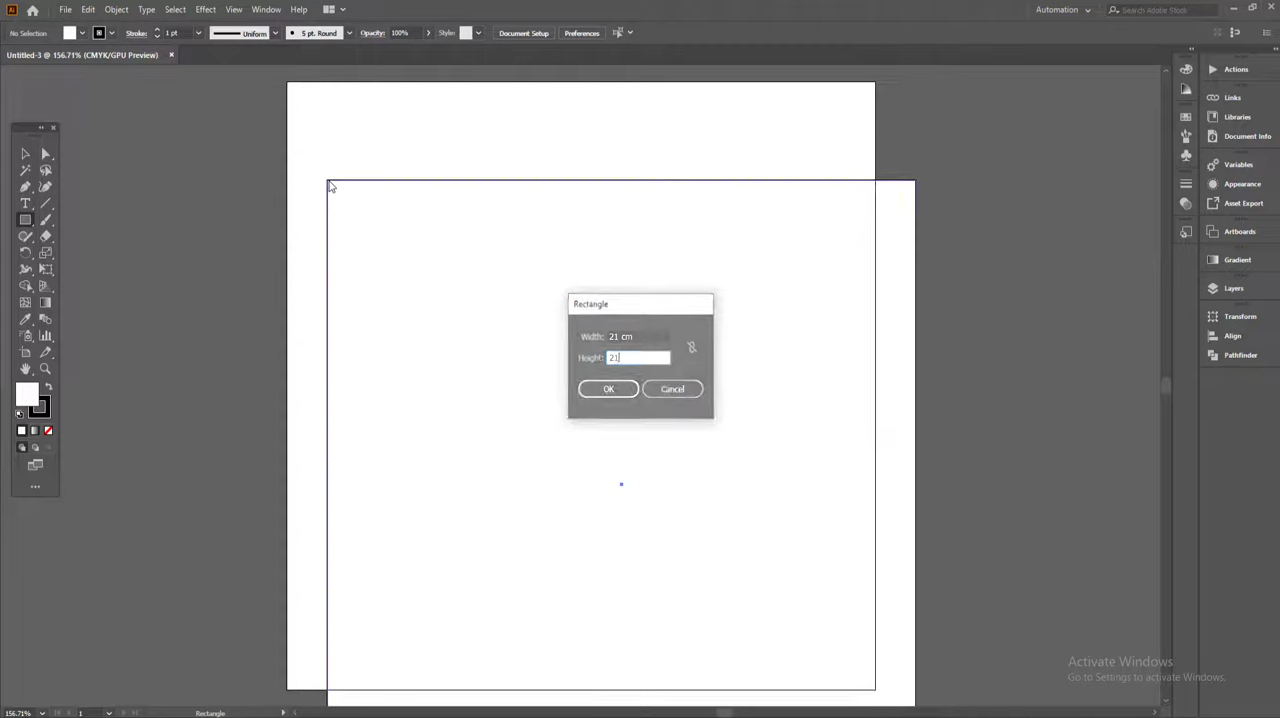 Ai File Edit Object Type Select Effect View Window Help Automation Search Adobe Stock
No Selection Stroke: 1 pt Uniform 5 pt. Round Opacity: 100% Style: Document Setup Preferences
Untitled-3 @ 156.71% (CMYK/GPU Preview)
Actions
Links
Libraries
Document Info
Variables
Appearance
Asset Export
Artboards
Gradient
Layers
Transform
Align
Pathfinder
Rectangle
Width: 21 cm
Height: 21
OK Cancel
Activate Windows
Go to Settings to activate Windows.
156.71% 1 Rectangle